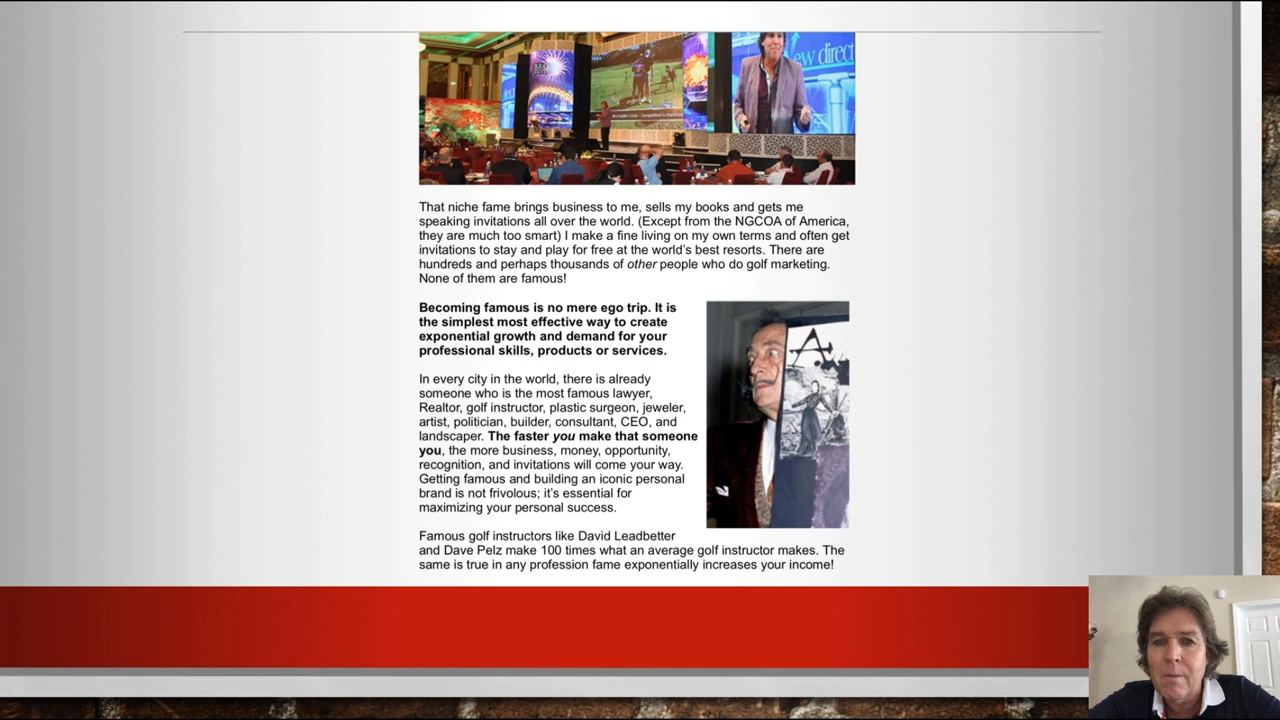 ew direct
That niche fame brings business to me, sells my books and gets me
speaking invitations all over the world. (Except from the NGCOA of America,
they are much too smart) I make a fine living on my own terms and often get
invitations to stay and play for free at the world's best resorts. There are
hundreds and perhaps thousands of other people who do golf marketing.
None of them are famous!
Becoming famous is no mere ego trip. It is
the simplest most effective way to create
exponential growth and demand for your
professional skills, products or services.
In every city in the world, there is already
someone who is the most famous lawyer,
Realtor, golf instructor, plastic surgeon, jeweler,
artist, politician, builder, consultant, CEO, and
landscaper. The faster you make that someone
you, the more business, money, opportunity,
recognition, and invitations will come your way.
Getting famous and building an iconic personal
brand is not frivolous; it's essential for
maximizing your personal success.
Famous golf instructors like David Leadbetter
and Dave Pelz make 100 times what an average golf instructor makes. The
same is true in any profession fame exponentially increases your income!